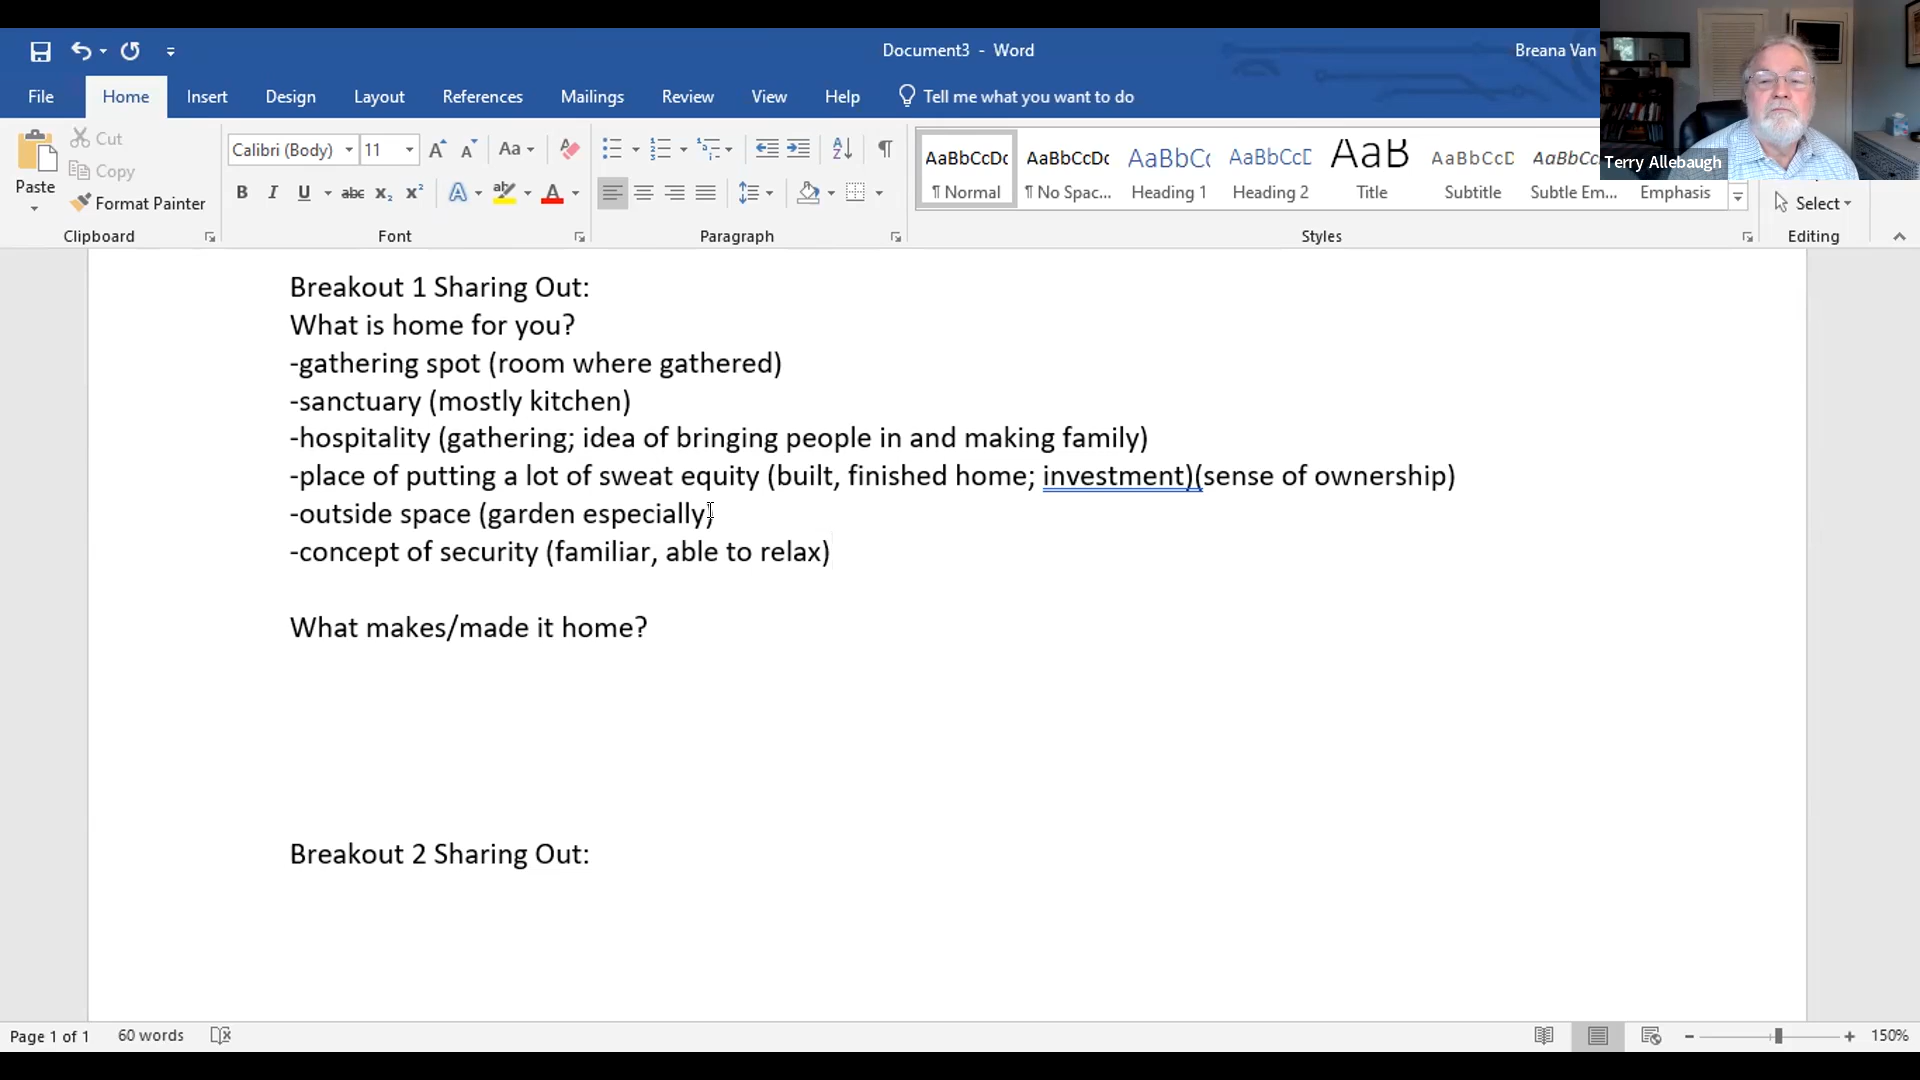 Document3 - Word
Breana Van
File Home Insert Design Layout References Mailings Review View Help Tell me what you want to do
Terry Allebaugh
Paste
Cut
Copy
Format Painter
Clipboard
Calibri (Body) 11
Font
Paragraph
AaBbCcDc AaBbCcDc AaBbC AaBbCcD AaB AaBbCcD AaBbCc
¶ Normal ¶ No Spac... Heading 1 Heading 2 Title Subtitle Subtle Em... Emphasis
Styles
Select
Editing
Breakout 1 Sharing Out:
What is home for you?
-gathering spot (room where gathered)
-sanctuary (mostly kitchen)
-hospitality (gathering; idea of bringing people in and making family)
-place of putting a lot of sweat equity (built, finished home; investment)(sense of ownership)
-outside space (garden especially)
-concept of security (familiar, able to relax)
What makes/made it home?
Breakout 2 Sharing Out:
Page 1 of 1 60 words 150%